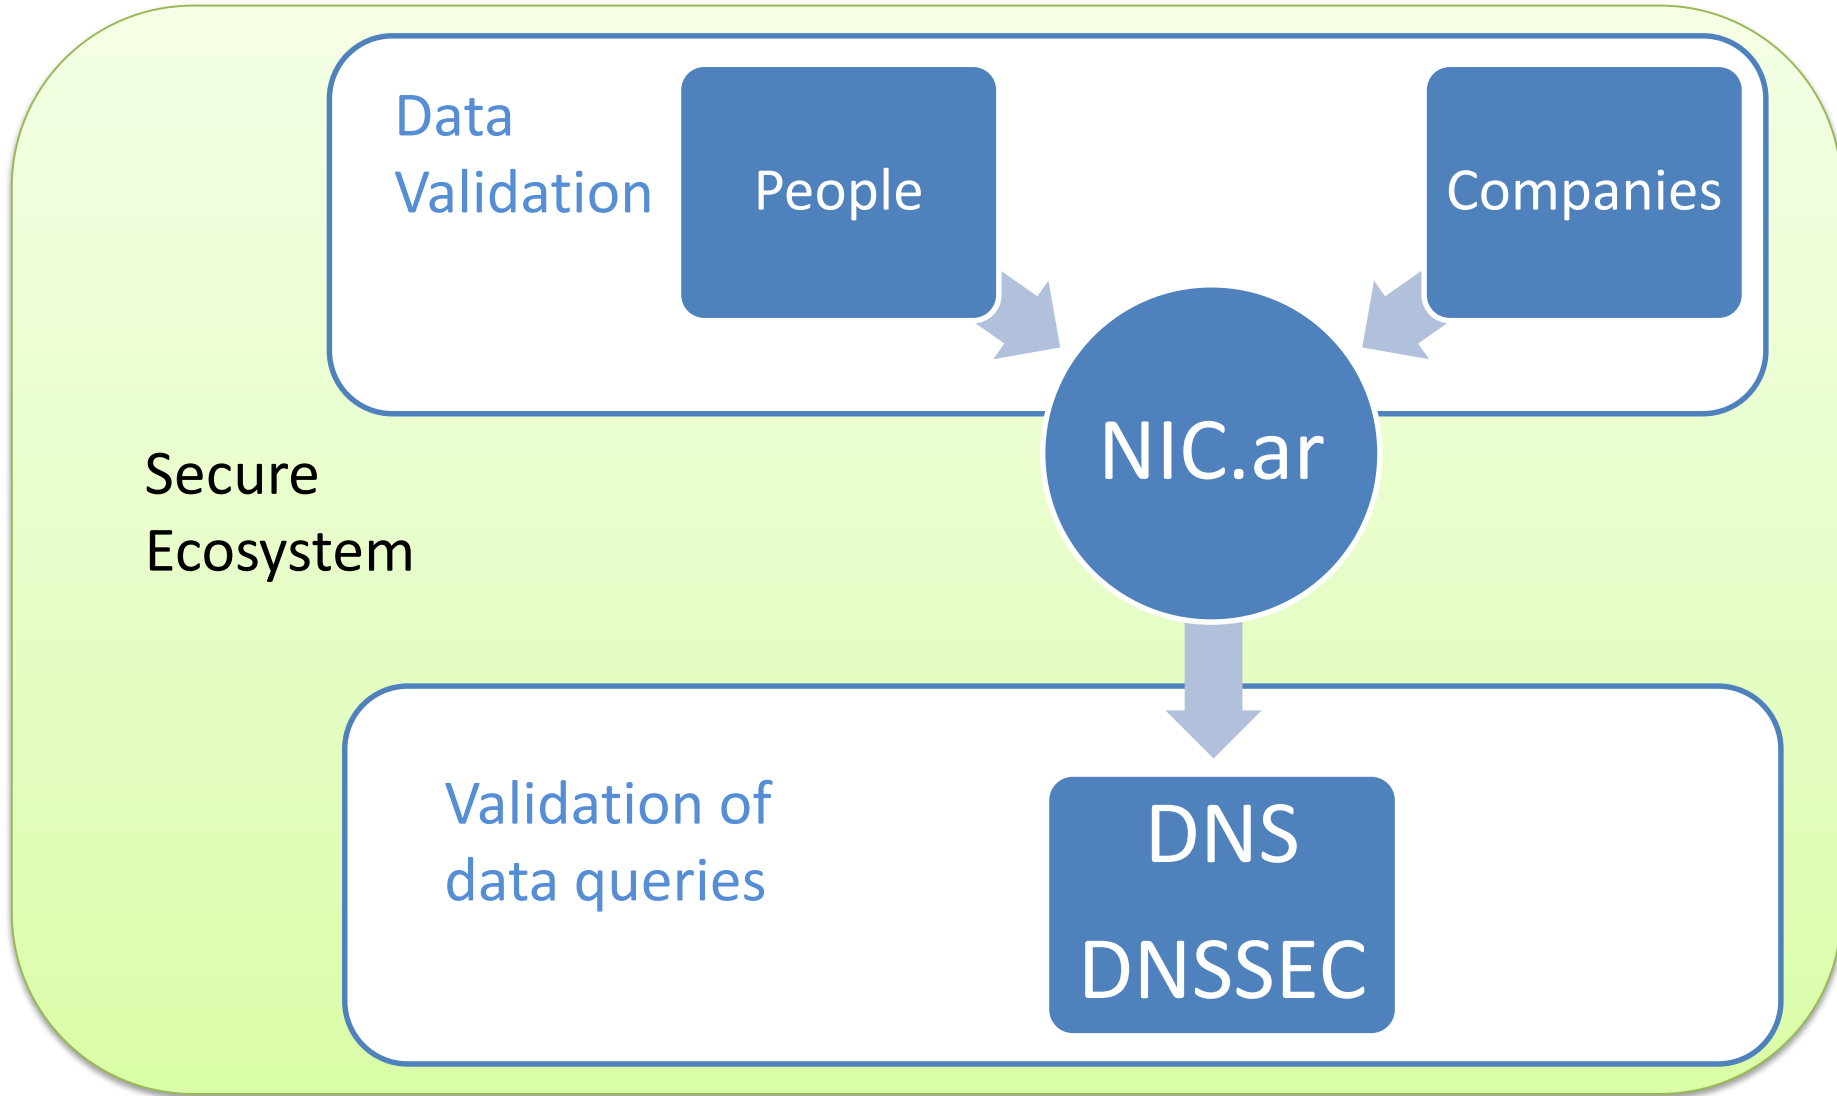 Data
Validation
People
Companies
NIC.ar
Secure
Ecosystem
Validation of
data queries
DNS
DNSSEC